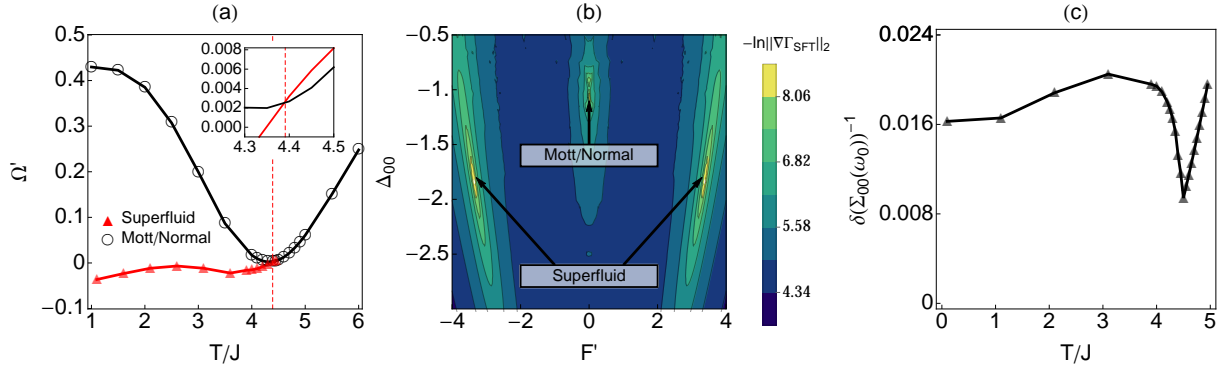 (a)
0.5
0.4
0.3
0.2
0.1
0
−0.1
Ω'
1 2 3 4 5 6
T/J
0.008
0.006
0.004
0.002
0.000
4.3 4.4 4.5
Superfluid
Mott/Normal
(b)
−0.5
−1.
−1.5
−2.
−2.5
Δ00
−4 −2 0 2 4
F'
Mott/Normal
Superfluid
−ln||∇ΓSFT||2
8.06
6.82
5.58
4.34
(c)
0.024
0.016
0.008
0
δ(Σ00(ω0))−1
0 1 2 3 4 5
T/J